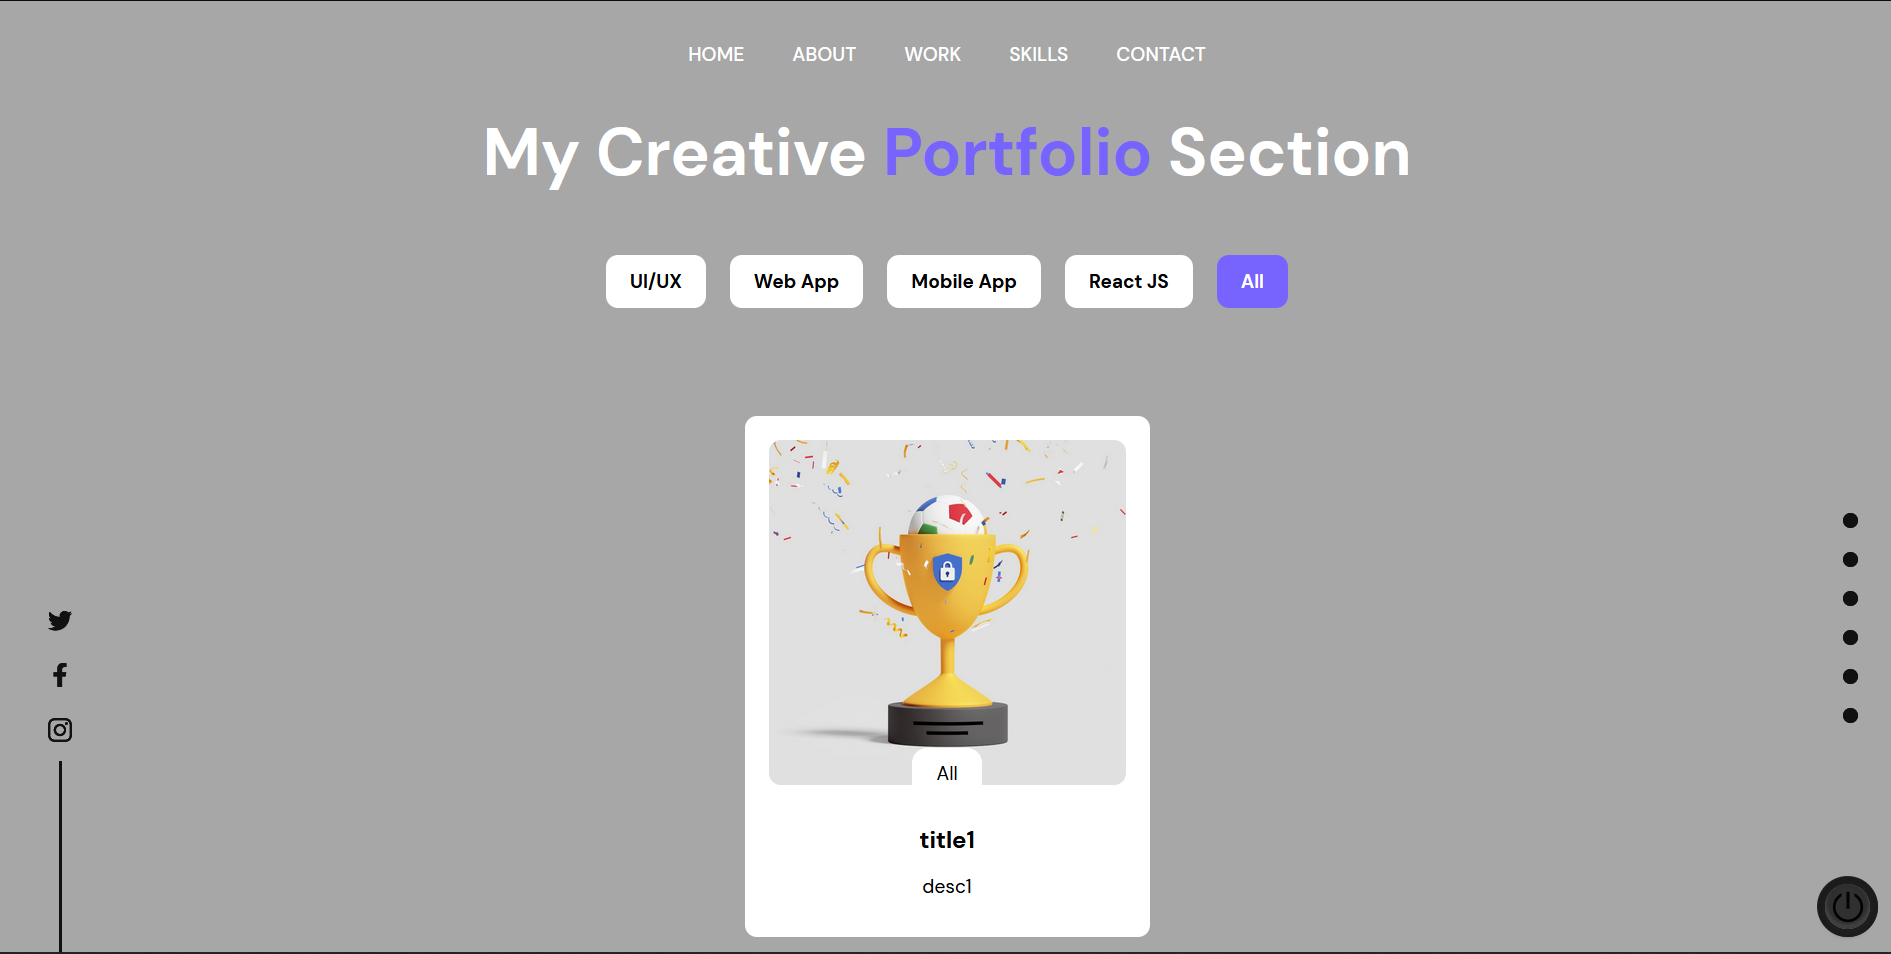 HOME ABOUT WORK SKILLS CONTACT
My Creative Portfolio Section
UI/UX Web App Mobile App React JS All
All
title1
desc1